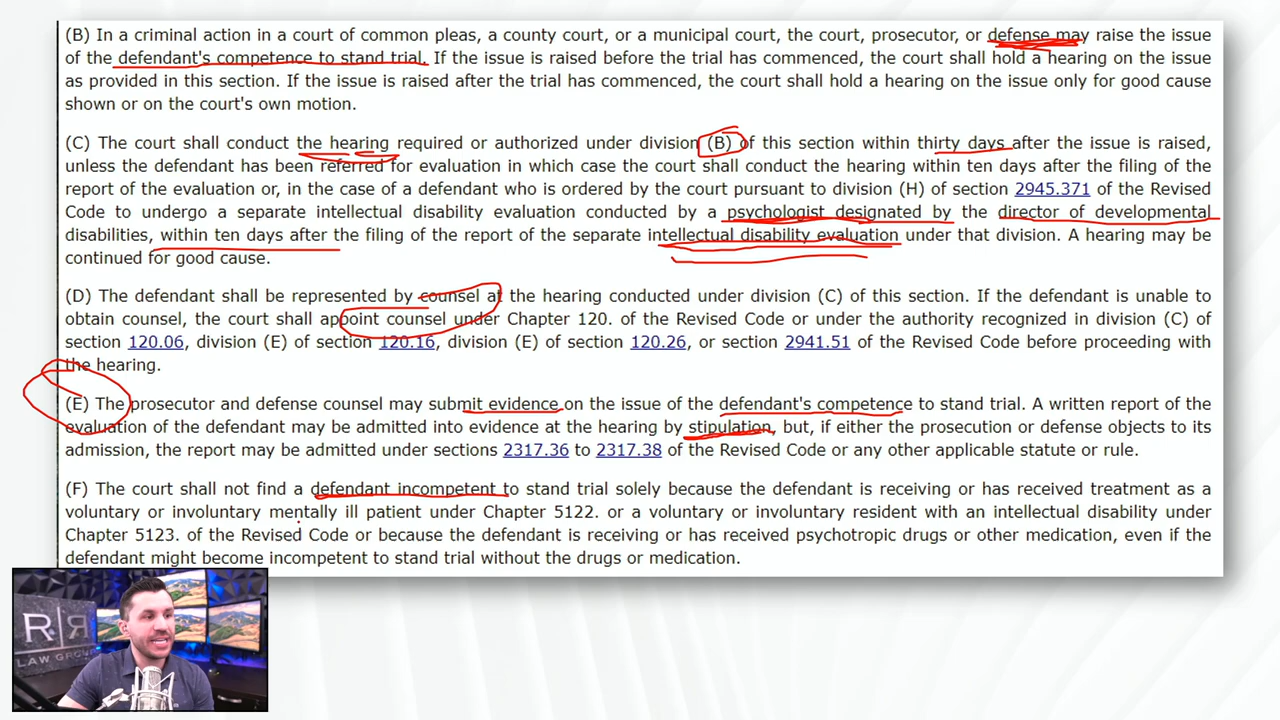 (B) In a criminal action in a court of common pleas, a county court, or a municipal court, the court, prosecutor, or defense may raise the issue
of the defendant's competence to stand trial. If the issue is raised before the trial has commenced, the court shall hold a hearing on the issue
as provided in this section. If the issue is raised after the trial has commenced, the court shall hold a hearing on the issue only for good cause
shown or on the court's own motion.
(C) The court shall conduct the hearing required or authorized under division (B) of this section within thirty days after the issue is raised,
unless the defendant has been referred for evaluation in which case the court shall conduct the hearing within ten days after the filing of the
report of the evaluation or, in the case of a defendant who is ordered by the court pursuant to division (H) of section 2945.371 of the Revised
Code to undergo a separate intellectual disability evaluation conducted by a psychologist designated by the director of developmental
disabilities, within ten days after the filing of the report of the separate intellectual disability evaluation under that division. A hearing may be
continued for good cause.
(D) The defendant shall be represented by counsel at the hearing conducted under division (C) of this section. If the defendant is unable to
obtain counsel, the court shall appoint counsel under Chapter 120. of the Revised Code or under the authority recognized in division (C) of
section 120.06, division (E) of section 120.16, division (E) of section 120.26, or section 2941.51 of the Revised Code before proceeding with
the hearing.
(E) The prosecutor and defense counsel may submit evidence on the issue of the defendant's competence to stand trial. A written report of the
evaluation of the defendant may be admitted into evidence at the hearing by stipulation, but, if either the prosecution or defense objects to its
admission, the report may be admitted under sections 2317.36 to 2317.38 of the Revised Code or any other applicable statute or rule.
(F) The court shall not find a defendant incompetent to stand trial solely because the defendant is receiving or has received treatment as a
voluntary or involuntary mentally ill patient under Chapter 5122. or a voluntary or involuntary resident with an intellectual disability under
Chapter 5123. of the Revised Code or because the defendant is receiving or has received psychotropic drugs or other medication, even if the
defendant might become incompetent to stand trial without the drugs or medication.
R|R
LAW GROUP